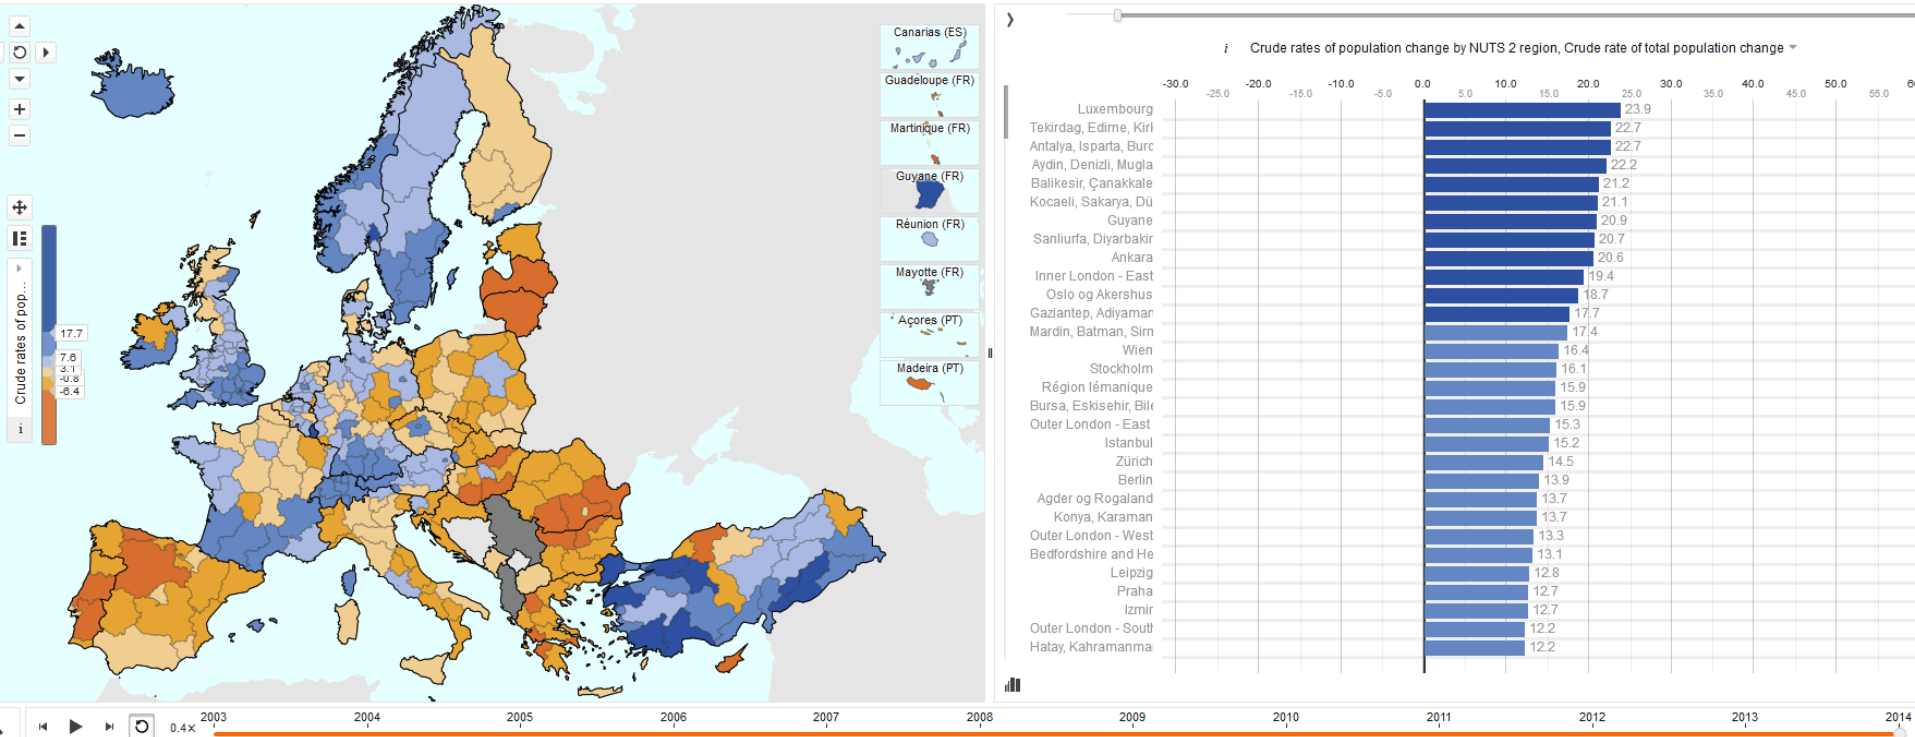 Canarias (ES)
Guadeloupe (FR)
Martinique (FR)
Guyane (FR)
Réunion (FR)
Mayotte (FR)
Açores (PT)
Madeira (PT)
Crude rates of pop...
17.7
7.6
3.1
-0.8
-6.4
i
i Crude rates of population change by NUTS 2 region, Crude rate of total population change
-30.0 -20.0 -10.0 0.0 10.0 20.0 30.0 40.0 50.0
-25.0 -15.0 -5.0 5.0 15.0 25.0 35.0 45.0 55.0
Luxembourg 23.9
Tekirdag, Edirne, Kirk 22.7
Antalya, Isparta, Burd 22.7
Aydin, Denizli, Mugla 22.2
Balikesir, Çanakkale 21.2
Kocaeli, Sakarya, Dü 21.1
Guyane 20.9
Sanliurfa, Diyarbakir 20.7
Ankara 20.6
Inner London - East 19.4
Oslo og Akershus 18.7
Gaziantep, Adiyaman 17.7
Mardin, Batman, Sirn 17.4
Wien 16.4
Stockholm 16.1
Région lémanique 15.9
Bursa, Eskisehir, Bile 15.9
Outer London - East 15.3
Istanbul 15.2
Zürich 14.5
Berlin 13.9
Agder og Rogaland 13.7
Konya, Karaman 13.7
Outer London - West 13.3
Bedfordshire and He 13.1
Leipzig 12.8
Praha 12.7
Izmir 12.7
Outer London - South 12.2
Hatay, Kahramanma 12.2
0.4x
2003 2004 2005 2006 2007 2008 2009 2010 2011 2012 2013 2014